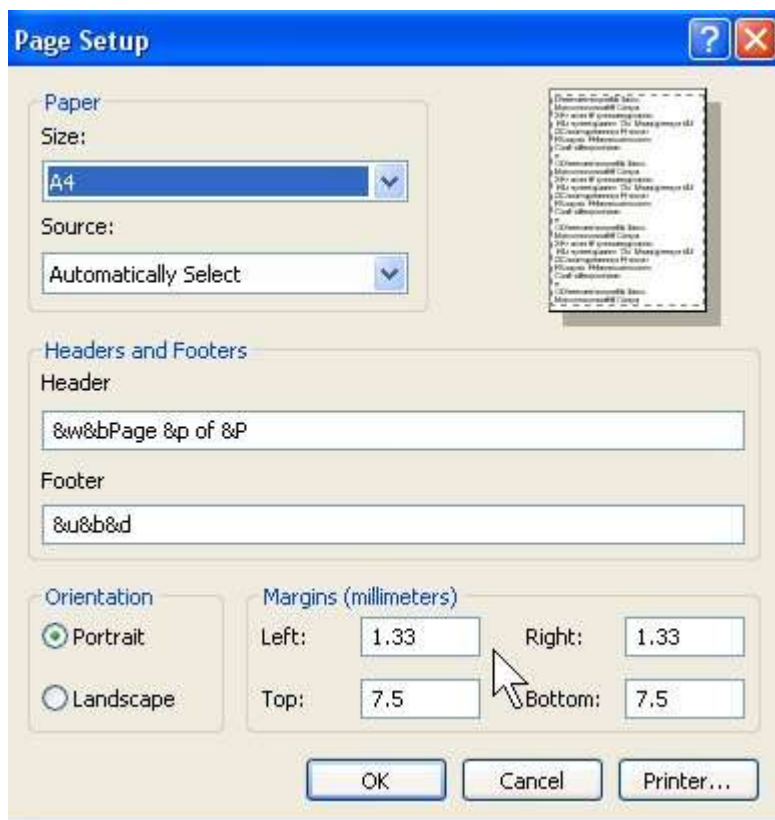 Page Setup
Paper
Size:
A4
Source:
Automatically Select
Headers and Footers
Header
&w&bPage &p of &P
Footer
&u&b&d
Orientation
Portrait
Landscape
Margins (millimeters)
Left: 1.33 Right: 1.33
Top: 7.5 Bottom: 7.5
OK Cancel Printer...